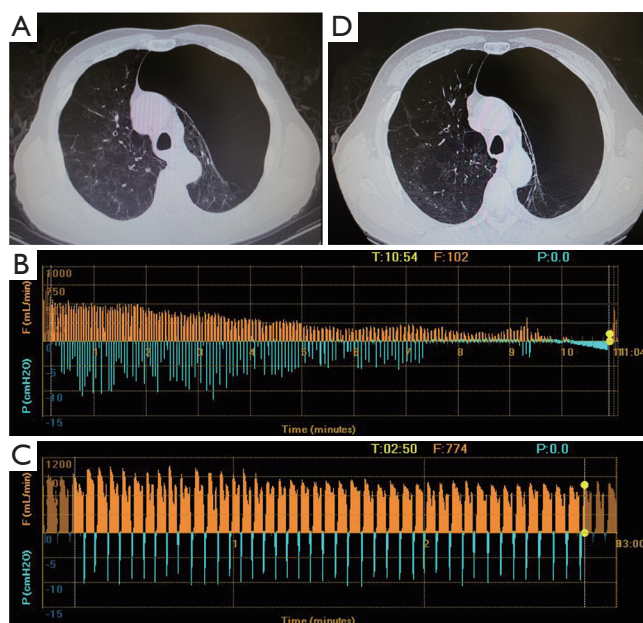 A
D
B
T:10:54 F:102 P:0.0
1000
750
F (mL/min)
0
1 2 3 4 5 6 7 8 9 10 11:04
P (cmH2O)
-5
-10
-15
Time (minutes)
C
T:02:50 F:774 P:0.0
1200
F (mL/min)
0
1 2 03:00
P (cmH2O)
-5
-10
-15
Time (minutes)